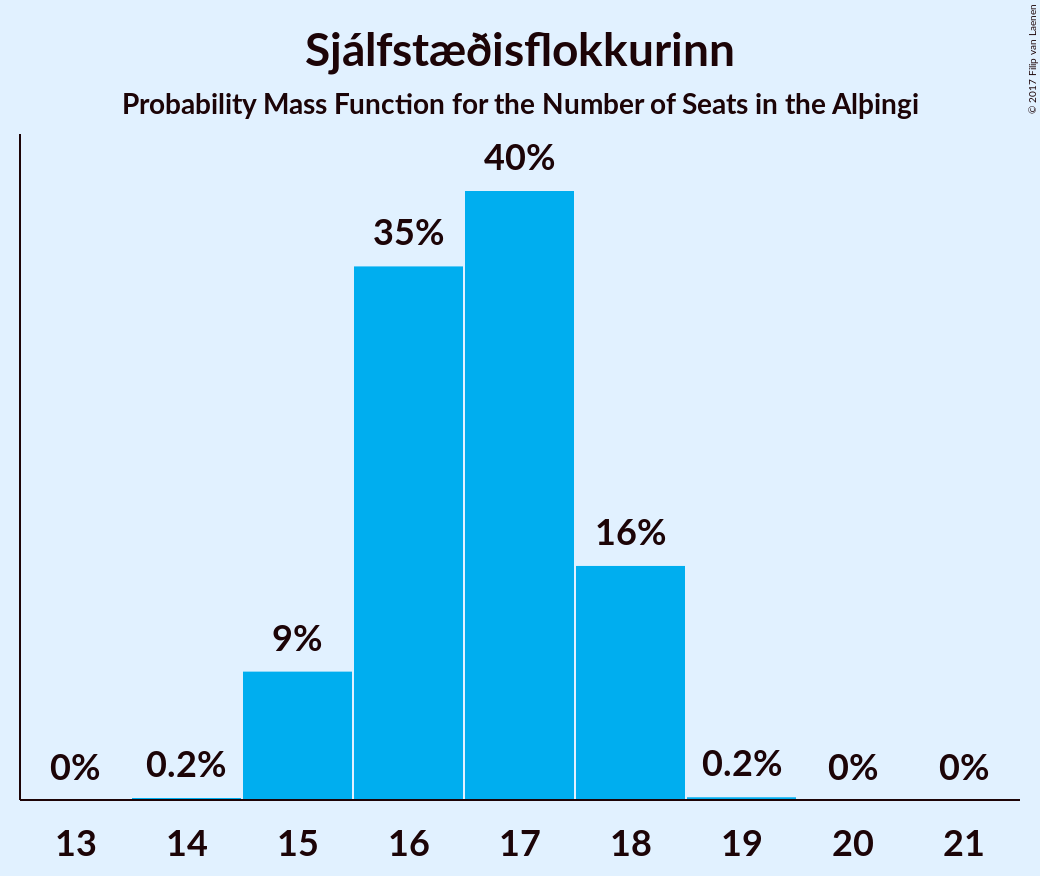 Sjálfstæðisflokkurinn
Probability Mass Function for the Number of Seats in the Alþingi
© 2017 Filip van Laenen
40%
35%
16%
9%
0%
0.2%
0.2%
0%
0%
13 14 15 16 17 18 19 20 21